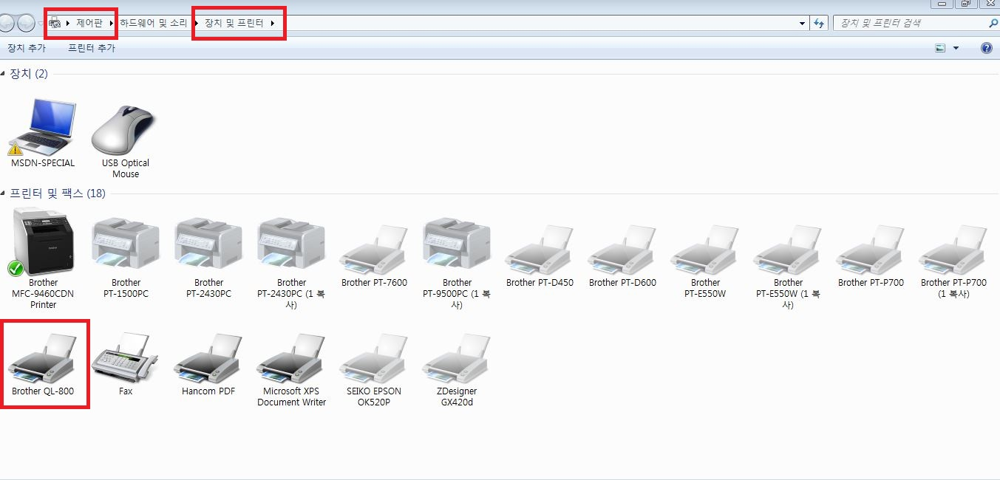 제어판 하드웨어 및 소리 장치 및 프린터 장치 및 프린터 검색
장치 추가 프린터 추가
장치 (2)
MSDN-SPECIAL
USB Optical
Mouse
프린터 및 팩스 (18)
Brother
MFC-9460CDN
Printer
Brother
PT-1500PC
Brother
PT-2430PC
Brother
PT-2430PC (1 복
사)
Brother PT-7600
Brother
PT-9500PC (1 복
사)
Brother PT-D450
Brother PT-D600
Brother
PT-E550W
Brother
PT-E550W (1 복
사)
Brother PT-P700
Brother PT-P700
(1 복사)
Brother QL-800
Fax
Hancom PDF
Microsoft XPS
Document Writer
SEIKO EPSON
OK520P
ZDesigner
GX420d